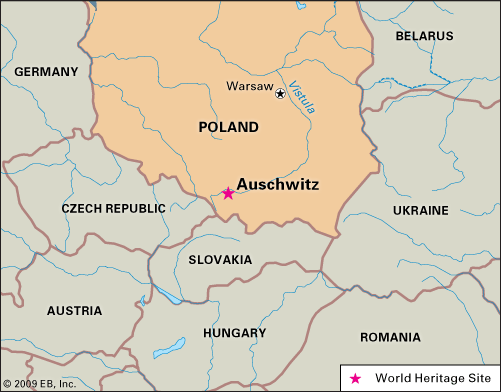 BELARUS
GERMANY
Warsaw
Vistula
POLAND
Auschwitz
CZECH REPUBLIC
UKRAINE
SLOVAKIA
AUSTRIA
HUNGARY
ROMANIA
World Heritage Site
© 2009 EB, Inc.